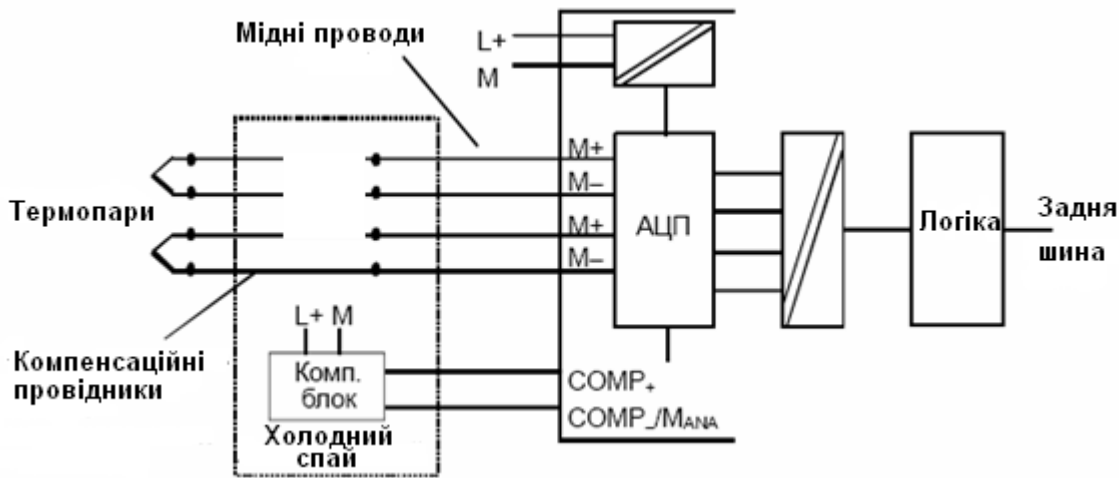 Мідні проводи
L+
M
M+
M–
Термопари
M+
M–
АЦП
Логіка
Задня
шина
L+ M
Компенсаційні
провідники
Комп.
блок
COMP+
COMP–/MANA
Холодний
спай